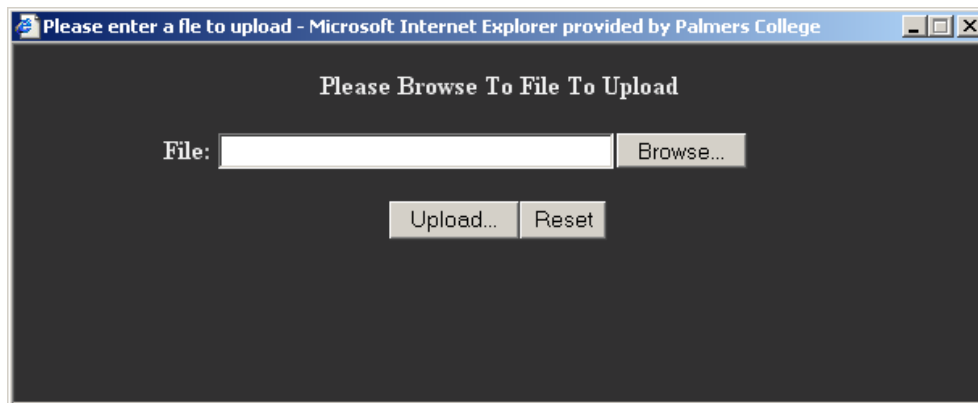 Please enter a fle to upload - Microsoft Internet Explorer provided by Palmers College
Please Browse To File To Upload
File: Browse...
Upload... Reset